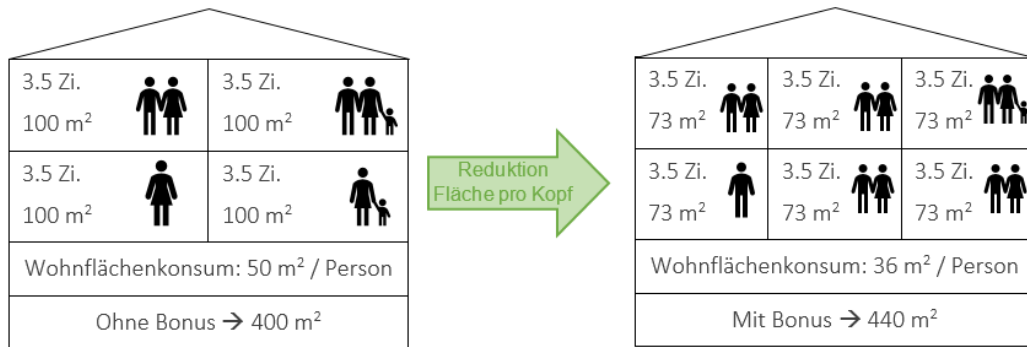 3.5 Zi.
100 m²
3.5 Zi.
100 m²
3.5 Zi.
100 m²
3.5 Zi.
100 m²
Wohnflächenkonsum: 50 m² / Person
Ohne Bonus → 400 m²
Reduktion
Fläche pro Kopf
3.5 Zi.
73 m²
3.5 Zi.
73 m²
3.5 Zi.
73 m²
3.5 Zi.
73 m²
3.5 Zi.
73 m²
3.5 Zi.
73 m²
Wohnflächenkonsum: 36 m² / Person
Mit Bonus → 440 m²